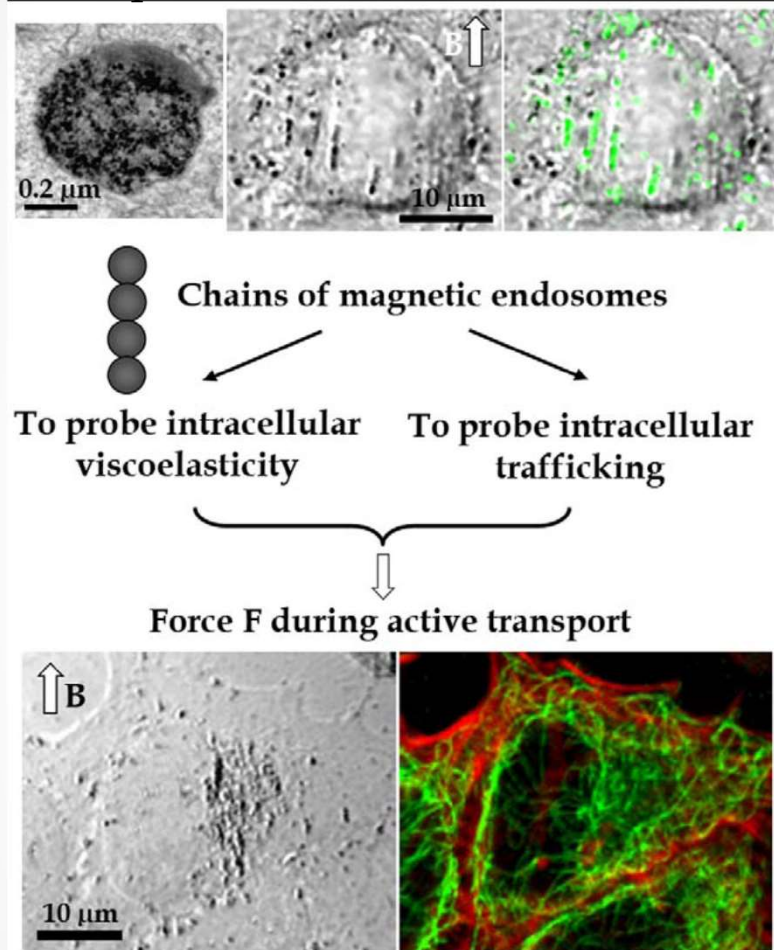 B
0.2 µm
10 µm
Chains of magnetic endosomes
To probe intracellular
viscoelasticity
To probe intracellular
trafficking
Force F during active transport
B
10 µm